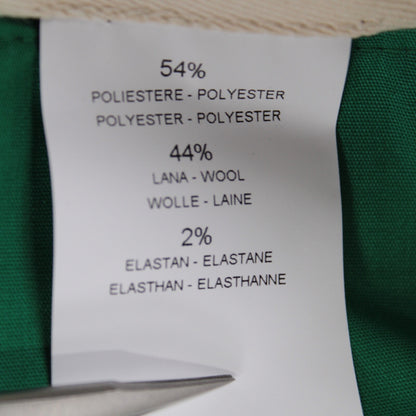 54%
POLIESTERE - POLYESTER
POLYESTER - POLYESTER
44%
LANA - WOOL
WOLLE - LAINE
2%
ELASTAN - ELASTANE
ELASTHAN - ELASTHANNE